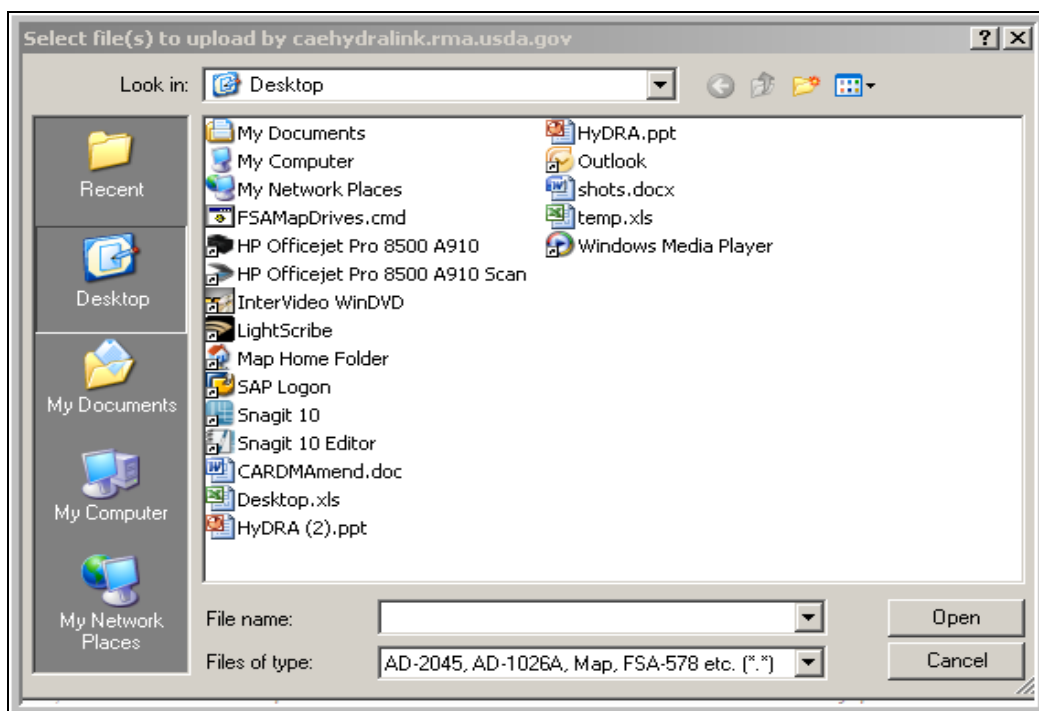 Select file(s) to upload by caehydralink.rma.usda.gov
Look in: Desktop
Recent
Desktop
My Documents
My Computer
My Network
Places
My Documents
My Computer
My Network Places
FSAMapDrives.cmd
HP Officejet Pro 8500 A910
HP Officejet Pro 8500 A910 Scan
InterVideo WinDVD
LightScribe
Map Home Folder
SAP Logon
Snagit 10
Snagit 10 Editor
CARDMAmend.doc
Desktop.xls
HyDRA (2).ppt
HyDRA.ppt
Outlook
shots.docx
temp.xls
Windows Media Player
File name:
Open
Files of type: AD-2045, AD-1026A, Map, FSA-578 etc. (*.*)
Cancel